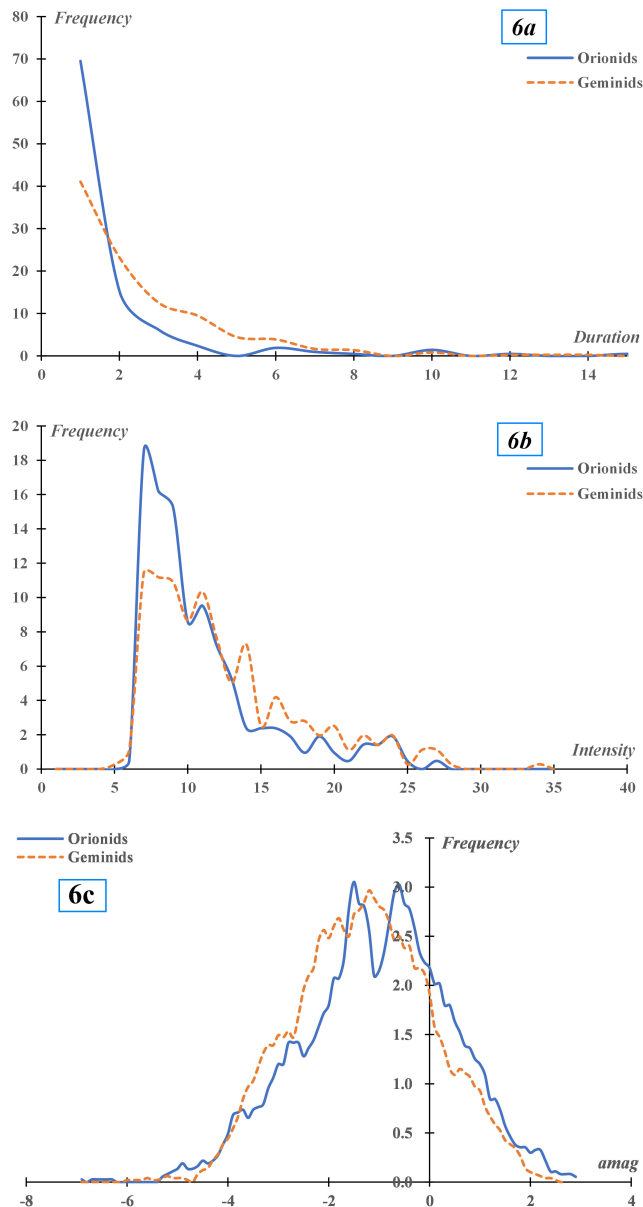 Frequency
6a
Orionids
Geminids
80
70
60
50
40
30
20
10
0
Duration
0 2 4 6 8 10 12 14
Frequency
6b
Orionids
Geminids
20
18
16
14
12
10
8
6
4
2
0
Intensity
0 5 10 15 20 25 30 35 40
Orionids
Geminids
6c
Frequency
3.5
3.0
2.5
2.0
1.5
1.0
0.5
0.0
amag
-8 -6 -4 -2 0 2 4